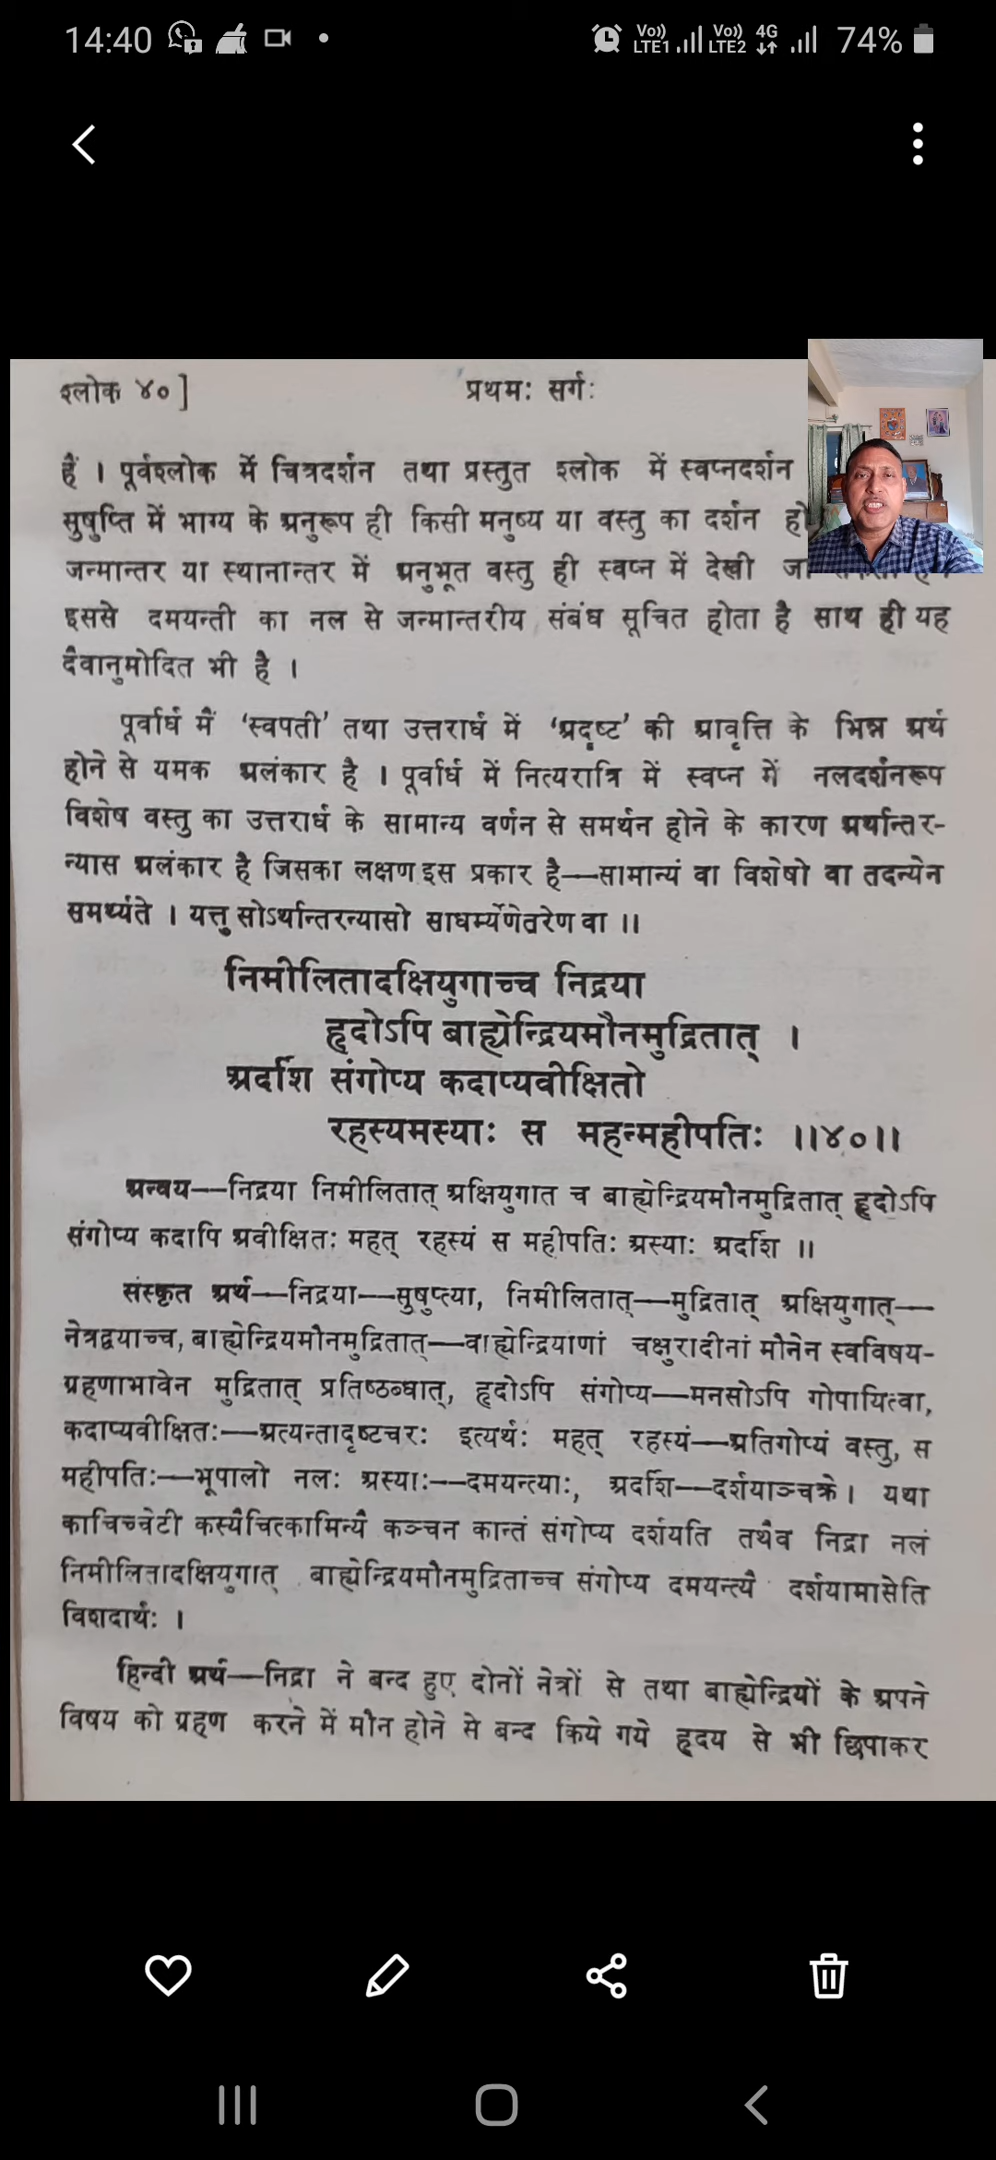 14:40 Vo)) LTE1 Vo)) LTE2 4G 74%
श्लोक ४० ] प्रथमः सर्गः
हैं । पूर्वश्लोक में चित्रदर्शन तथा प्रस्तुत श्लोक में स्वप्नदर्शन
सुषुप्ति में भाग्य के अनुरूप ही किसी मनुष्य या वस्तु का दर्शन
जन्मान्तर या स्थानान्तर में अनुभूत वस्तु ही स्वप्न में देखी
इससे दमयन्ती का नल से जन्मान्तरीय संबंध सूचित होता है साथ ही यह
दैवानुमोदित भी है ।
पूर्वार्ध में ‘स्वपती’ तथा उत्तरार्ध में ‘अदृष्ट’ की आवृत्ति के भिन्न अर्थ
होने से यमक अलंकार है । पूर्वार्ध में नित्यरात्रि में स्वप्न में नलदर्शनरूप
विशेष वस्तु का उत्तरार्ध के सामान्य वर्णन से समर्थन होने के कारण अर्थान्तर-
न्यास अलंकार है जिसका लक्षण इस प्रकार है—सामान्यं वा विशेषो वा तदन्येन
समर्थ्यते । यत्तु सोऽर्थान्तरन्यासो साधर्म्येणेतरेण वा ।।
निमीलितादक्षियुगाच्च निद्रया
हृदोऽपि बाह्येन्द्रियमौनमुद्रितात् ।
अदर्शि संगोप्य कदाप्यवीक्षितो
रहस्यमस्याः स महन्महीपतिः ।।४०।।
अन्वय—निद्रया निमीलितात् अक्षियुगात च बाह्येन्द्रियमौनमुद्रितात् हृदोऽपि
संगोप्य कदापि अवीक्षितः महत् रहस्यं स महीपतिः अस्याः अदर्शि ।।
संस्कृत अर्थ—निद्रया—सुषुप्त्या, निमीलितात्—मुद्रितात् अक्षियुगात्—
नेत्रद्वयाच्च, बाह्येन्द्रियमौनमुद्रितात्—वाह्येन्द्रियाणां चक्षुरादीनां मौनेन स्वविषय-
ग्रहणाभावेन मुद्रितात् प्रतिष्ठब्धात्, हृदोऽपि संगोप्य—मनसोऽपि गोपायित्वा,
कदाप्यवीक्षितः—अत्यन्तादृष्टचरः इत्यर्थः महत् रहस्यं—अतिगोप्यं वस्तु, स
महीपतिः—भूपालो नलः अस्याः—दमयन्त्याः, अदर्शि—दर्शयाञ्चक्रे । यथा
काचिच्चेटी कस्यैचित्कामिन्यै कञ्चन कान्तं संगोप्य दर्शयति तथैव निद्रा नलं
निमीलितादक्षियुगात् बाह्येन्द्रियमौनमुद्रिताच्च संगोप्य दमयन्त्यै दर्शयामासेति
विशदार्थः ।
हिन्दी अर्थ—निद्रा ने बन्द हुए दोनों नेत्रों से तथा बाह्येन्द्रियों के अपने
विषय को ग्रहण करने में मौन होने से बन्द किये गये हृदय से भी छिपाकर